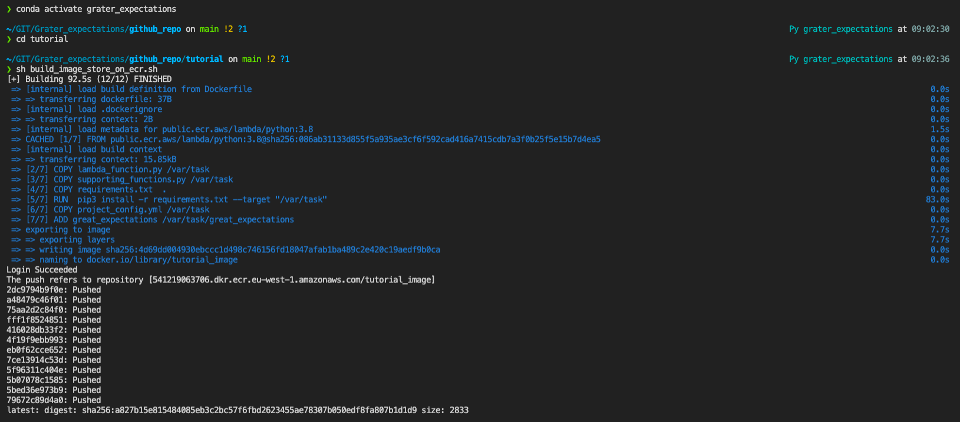 ❯ conda activate grater_expectations
~/GIT/Grater_expectations/github_repo on main !2 ?1 Py grater_expectations at 09:02:30
❯ cd tutorial
~/GIT/Grater_expectations/github_repo/tutorial on main !2 ?1 Py grater_expectations at 09:02:36
❯ sh build_image_store_on_ecr.sh
[+] Building 92.5s (12/12) FINISHED
=> [internal] load build definition from Dockerfile 0.0s
=> => transferring dockerfile: 37B 0.0s
=> [internal] load .dockerignore 0.0s
=> => transferring context: 2B 0.0s
=> [internal] load metadata for public.ecr.aws/lambda/python:3.8 1.5s
=> CACHED [1/7] FROM public.ecr.aws/lambda/python:3.8@sha256:086ab31133d855f5a935ae3cf6f592cad416a7415cdb7a3f0b25f5e15b7d4ea5 0.0s
=> [internal] load build context 0.0s
=> => transferring context: 15.85kB 0.0s
=> [2/7] COPY lambda_function.py /var/task 0.0s
=> [3/7] COPY supporting_functions.py /var/task 0.0s
=> [4/7] COPY requirements.txt . 0.0s
=> [5/7] RUN pip3 install -r requirements.txt --target "/var/task" 83.0s
=> [6/7] COPY project_config.yml /var/task 0.0s
=> [7/7] ADD great_expectations /var/task/great_expectations 0.0s
=> exporting to image 7.7s
=> => exporting layers 7.7s
=> => writing image sha256:4d69dd004930ebccc1d498c746156fd18047afab1ba489c2e420c19aedf9b0ca 0.0s
=> => naming to docker.io/library/tutorial_image 0.0s
Login Succeeded
The push refers to repository [541219063706.dkr.ecr.eu-west-1.amazonaws.com/tutorial_image]
2dc9794b9f0e: Pushed
a48479c46f01: Pushed
75aa2d2c84f0: Pushed
fff1f8524851: Pushed
416028db33f2: Pushed
4f19f9ebb993: Pushed
eb0f62cce652: Pushed
7ce13914c53d: Pushed
5f96311c404e: Pushed
5b07078c1585: Pushed
5bed36e973b9: Pushed
79672c89d4a0: Pushed
latest: digest: sha256:a827b15e815484085eb3c2bc57f6fbd2623455ae78307b050edf8fa807b1d1d9 size: 2833